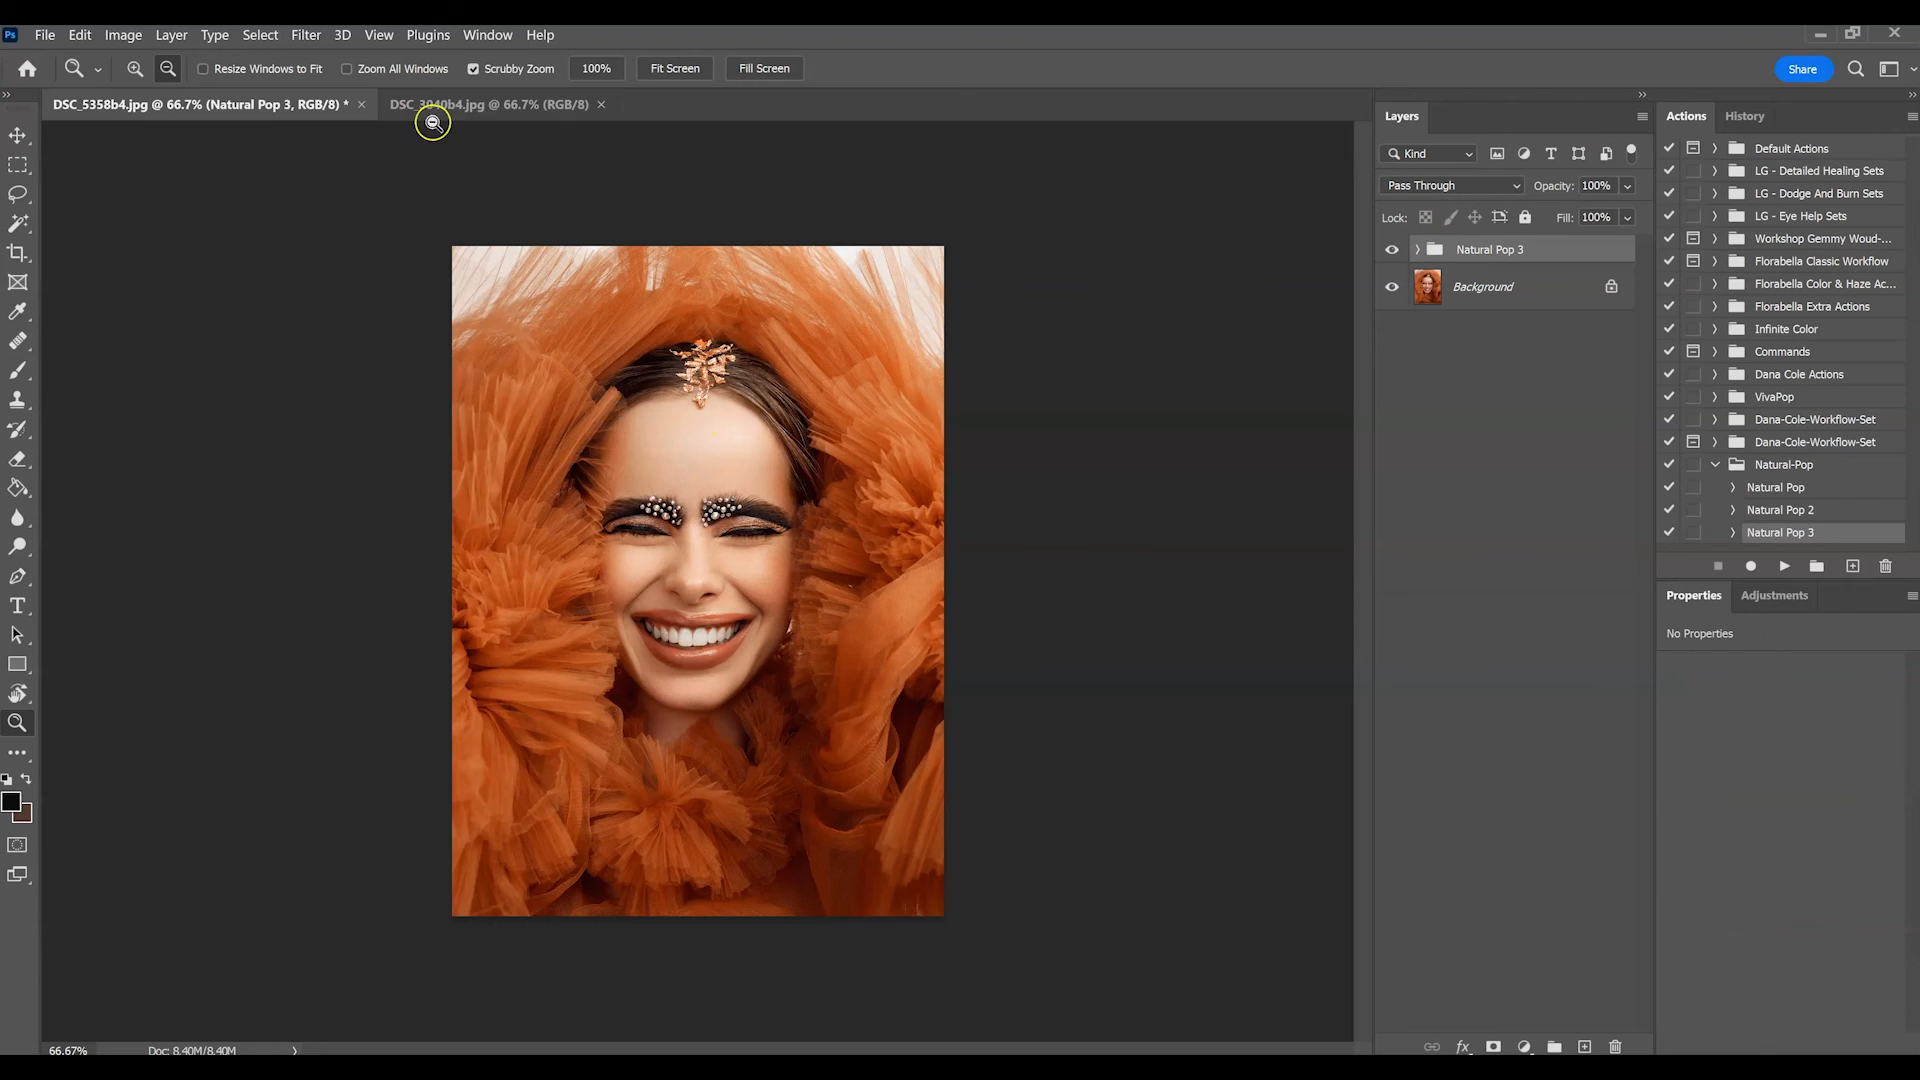 Ps File Edit Image Layer Type Select Filter 3D View Plugins Window Help
Resize Windows to Fit Zoom All Windows Scrubby Zoom 100% Fit Screen Fill Screen Share
DSC_5358b4.jpg @ 66.7% (Natural Pop 3, RGB/8) * × DSC_3940b4.jpg @ 66.7% (RGB/8) ×
Layers
Kind
Pass Through Opacity: 100%
Lock: Fill: 100%
Natural Pop 3
Background
Actions History
Default Actions
LG - Detailed Healing Sets
LG - Dodge And Burn Sets
LG - Eye Help Sets
Workshop Gemmy Woud-...
Florabella Classic Workflow
Florabella Color & Haze Ac...
Florabella Extra Actions
Infinite Color
Commands
Dana Cole Actions
VivaPop
Dana-Cole-Workflow-Set
Dana-Cole-Workflow-Set
Natural-Pop
Natural Pop
Natural Pop 2
Natural Pop 3
Properties Adjustments
No Properties
66.67% Doc: 8.40M/8.40M
fx